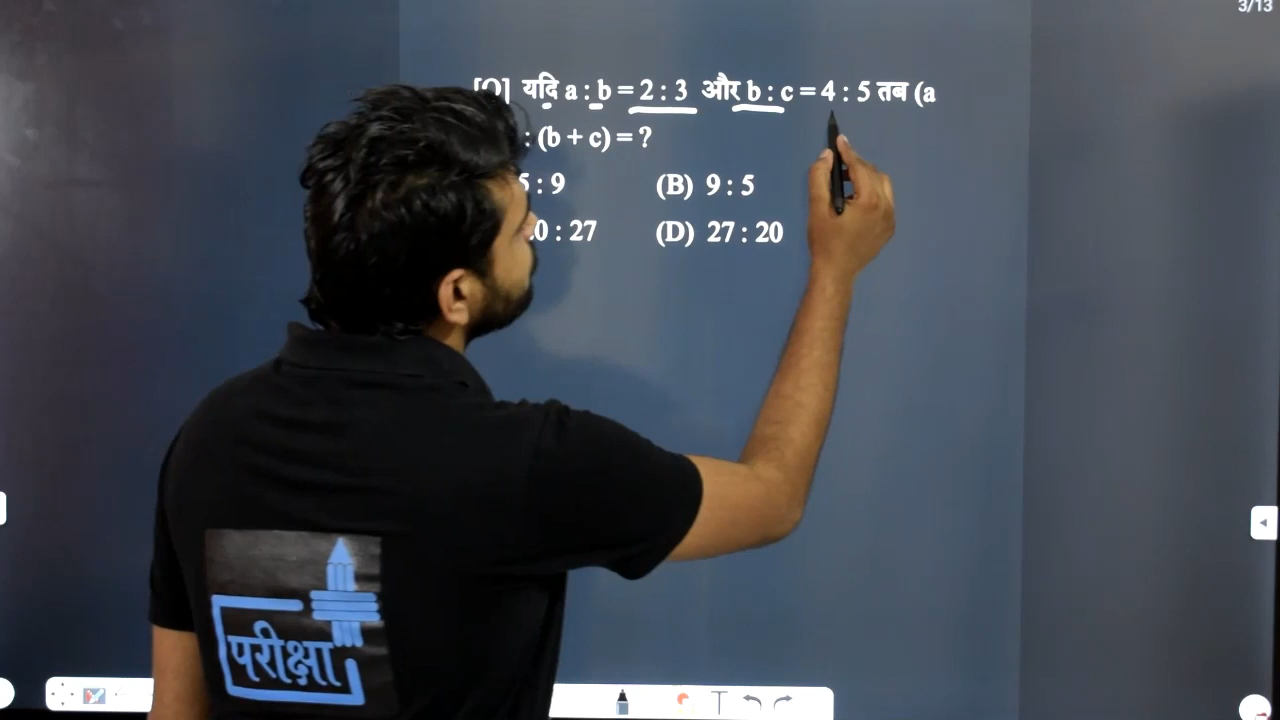 3/13
[Q] यदि a : b = 2 : 3 और b : c = 4 : 5 तब (a
: (b + c) = ?
5 : 9 (B) 9 : 5
0 : 27 (D) 27 : 20
परीक्षा
T